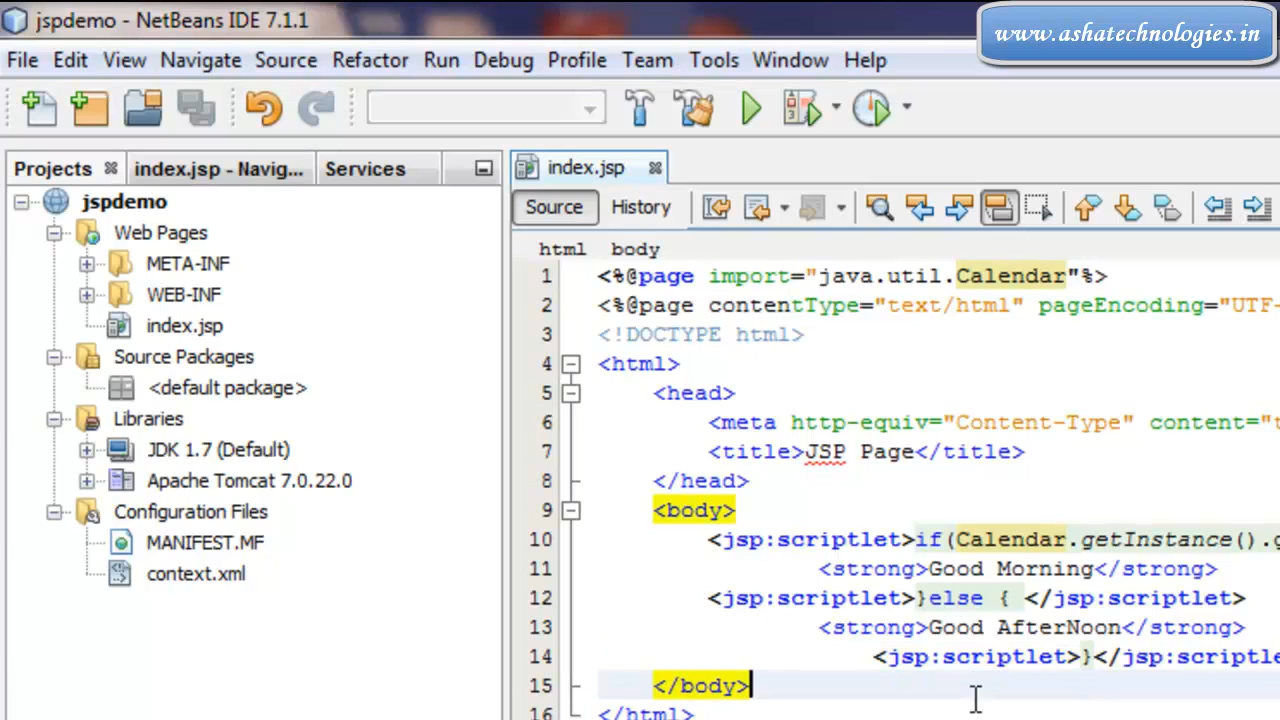 jspdemo - NetBeans IDE 7.1.1
www.ashatechnologies.in
File Edit View Navigate Source Refactor Run Debug Profile Team Tools Window Help
Projects index.jsp - Navig... Services
index.jsp
Source History
html body
jspdemo
Web Pages
META-INF
WEB-INF
index.jsp
Source Packages
<default package>
Libraries
JDK 1.7 (Default)
Apache Tomcat 7.0.22.0
Configuration Files
MANIFEST.MF
context.xml
1 <%@page import="java.util.Calendar"%>
2 <%@page contentType="text/html" pageEncoding="UTF-
3 <!DOCTYPE html>
4 <html>
5 <head>
6 <meta http-equiv="Content-Type" content="t
7 <title>JSP Page</title>
8 </head>
9 <body>
10 <jsp:scriptlet>if(Calendar.getInstance().g
11 <strong>Good Morning</strong>
12 <jsp:scriptlet>}else { </jsp:scriptlet>
13 <strong>Good AfterNoon</strong>
14 <jsp:scriptlet>}</jsp:scriptle
15 </body>
16 </html>